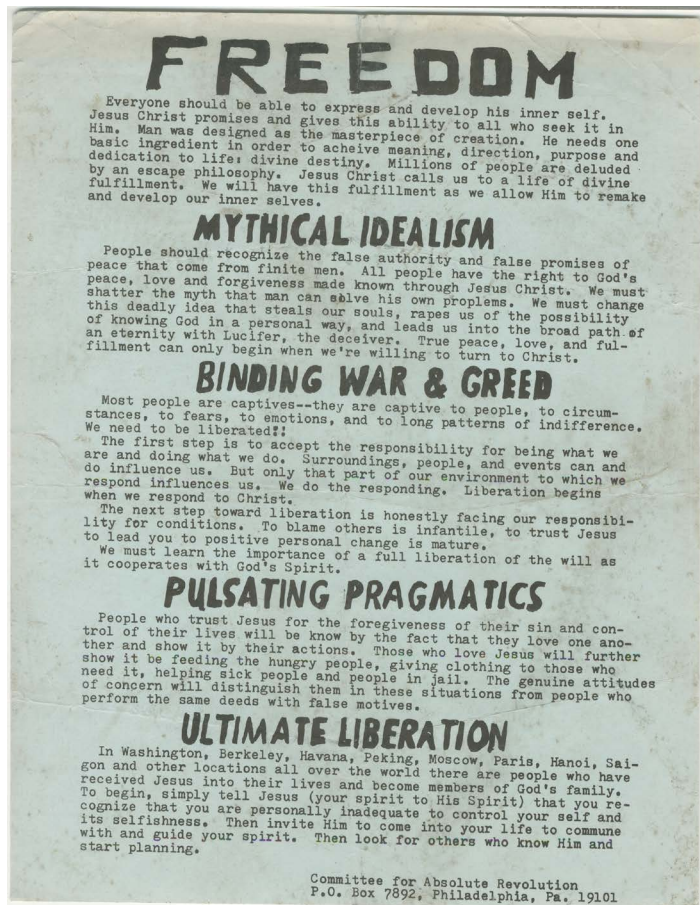 FREEDOM
Everyone should be able to express and develop his inner self.
Jesus Christ promises and gives this ability to all who seek it in
Him. Man was designed as the masterpiece of creation. He needs one
basic ingredient in order to acheive meaning, direction, purpose and
dedication to life: divine destiny. Millions of people are deluded
by an escape philosophy. Jesus Christ calls us to a life of divine
fulfillment. We will have this fulfillment as we allow Him to remake
and develop our inner selves.
MYTHICAL IDEALISM
People should recognize the false authority and false promises of
peace that come from finite men. All people have the right to God's
peace, love and forgiveness made known through Jesus Christ. We must
shatter the myth that man can solve his own proplems. We must change
this deadly idea that steals our souls, rapes us of the possibility
of knowing God in a personal way, and leads us into the broad path of
an eternity with Lucifer, the deceiver. True peace, love, and ful-
fillment can only begin when we're willing to turn to Christ.
BINDING WAR & GREED
Most people are captives--they are captive to people, to circum-
stances, to fears, to emotions, and to long patterns of indifference.
We need to be liberated!!
The first step is to accept the responsibility for being what we
are and doing what we do. Surroundings, people, and events can and
do influence us. But only that part of our environment to which we
respond influences us. We do the responding. Liberation begins
when we respond to Christ.
The next step toward liberation is honestly facing our responsibi-
lity for conditions. To blame others is infantile, to trust Jesus
to lead you to positive personal change is mature.
We must learn the importance of a full liberation of the will as
it cooperates with God's Spirit.
PULSATING PRAGMATICS
People who trust Jesus for the foregiveness of their sin and con-
trol of their lives will be know by the fact that they love one ano-
ther and show it by their actions. Those who love Jesus will further
show it be feeding the hungry people, giving clothing to those who
need it, helping sick people and people in jail. The genuine attitudes
of concern will distinguish them in these situations from people who
perform the same deeds with false motives.
ULTIMATE LIBERATION
In Washington, Berkeley, Havana, Peking, Moscow, Paris, Hanoi, Sai-
gon and other locations all over the world there are people who have
received Jesus into their lives and become members of God's family.
To begin, simply tell Jesus (your spirit to His Spirit) that you re-
cognize that you are personally inadequate to control your self and
its selfishness. Then invite Him to come into your life to commune
with and guide your spirit. Then look for others who know Him and
start planning.
Committee for Absolute Revolution
P.O. Box 7892, Philadelphia, Pa. 19101